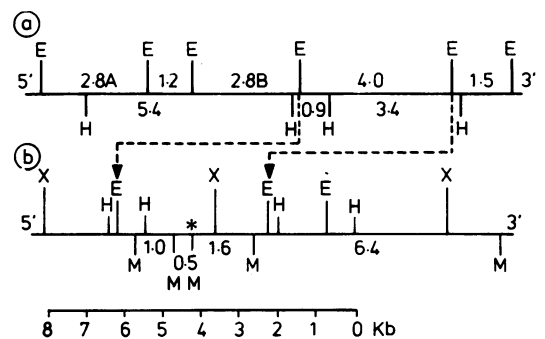 a
E E E E E E
5' 2·8A 1·2 2·8B 4·0 1·5 3'
H 5·4 H 0·9 H 3·4 H
b
X H E H * X E H E H X
5' 1·0 1·6 6·4 3'
M 0·5 M M M M
8 7 6 5 4 3 2 1 0 Kb